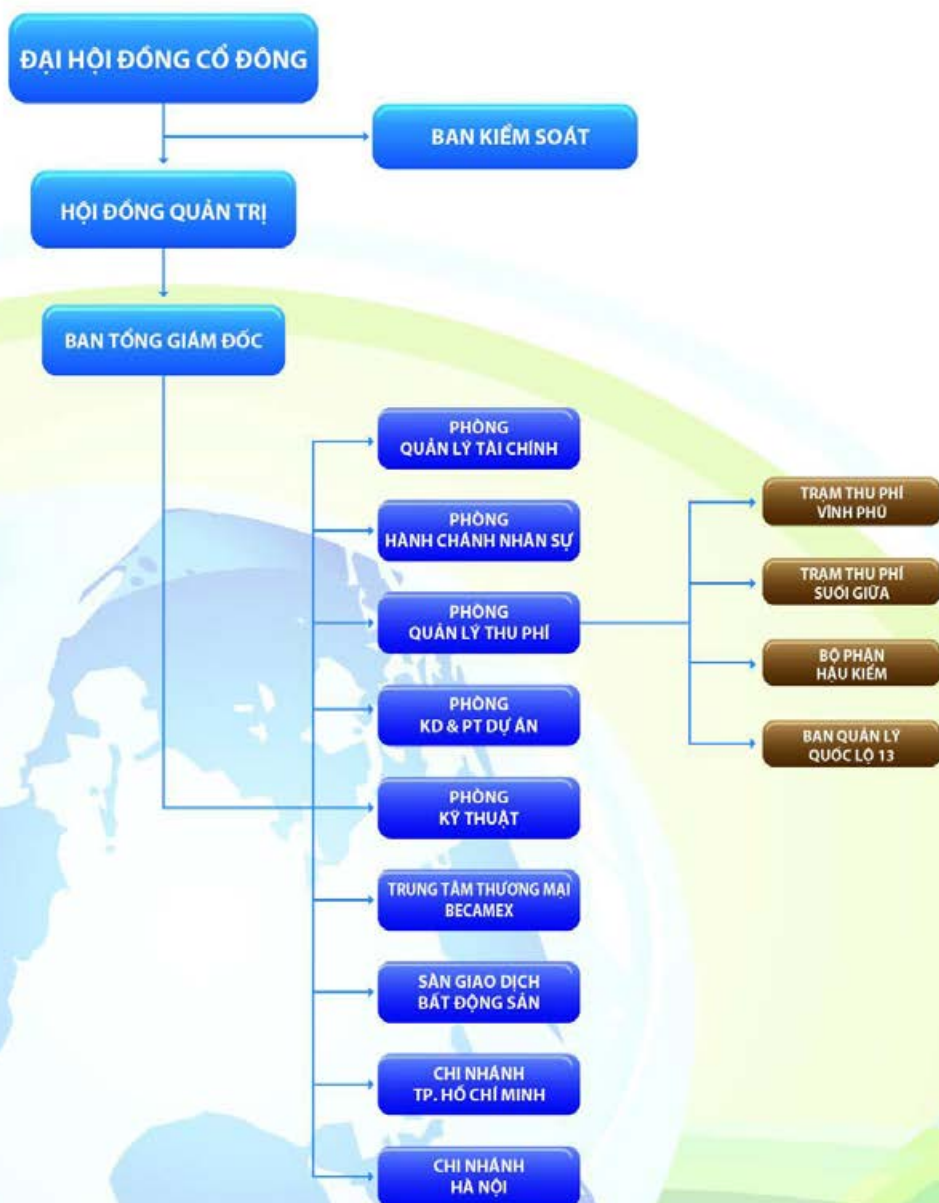 ĐẠI HỘI ĐỒNG CỔ ĐÔNG
BAN KIỂM SOÁT
HỘI ĐỒNG QUẢN TRỊ
BAN TỔNG GIÁM ĐỐC
PHÒNG
QUẢN LÝ TÀI CHÍNH
PHÒNG
HÀNH CHÁNH NHÂN SỰ
PHÒNG
QUẢN LÝ THU PHÍ
PHÒNG
KD & PT DỰ ÁN
PHÒNG
KỸ THUẬT
TRUNG TÂM THƯƠNG MẠI
BECAMEX
SÀN GIAO DỊCH
BẤT ĐỘNG SẢN
CHI NHÁNH
TP. HỒ CHÍ MINH
CHI NHÁNH
HÀ NỘI
TRẠM THU PHÍ
VĨNH PHÚ
TRẠM THU PHÍ
SUỐI GIỮA
BỘ PHẬN
HẬU KIỂM
BAN QUẢN LÝ
QUỐC LỘ 13